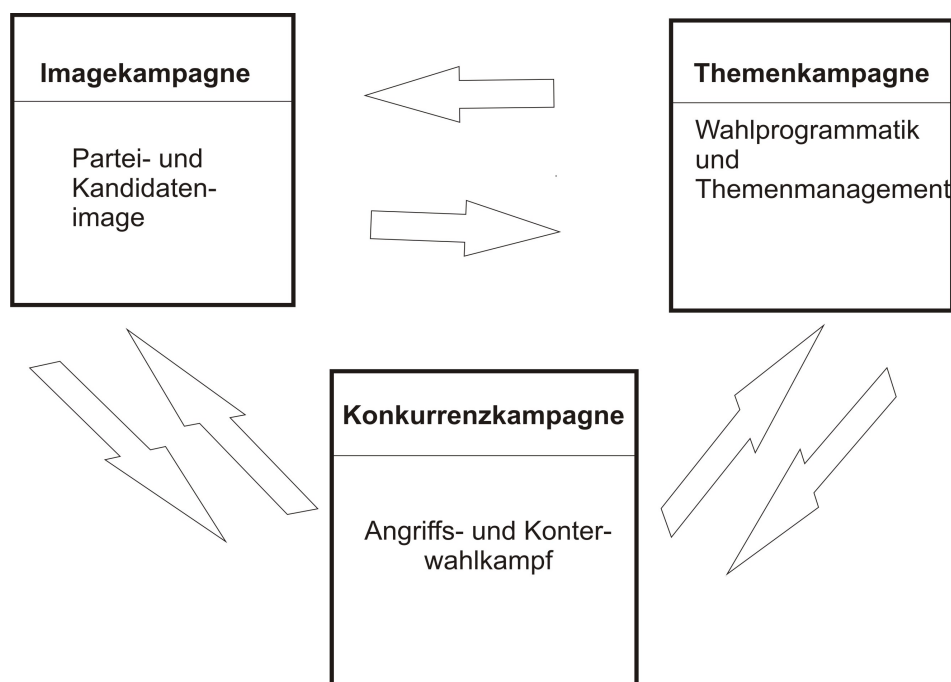 Imagekampagne
Partei- und
Kandidaten-
image
Themenkampagne
Wahlprogrammatik
und
Themenmanagement
Konkurrenzkampagne
Angriffs- und Konter-
wahlkampf